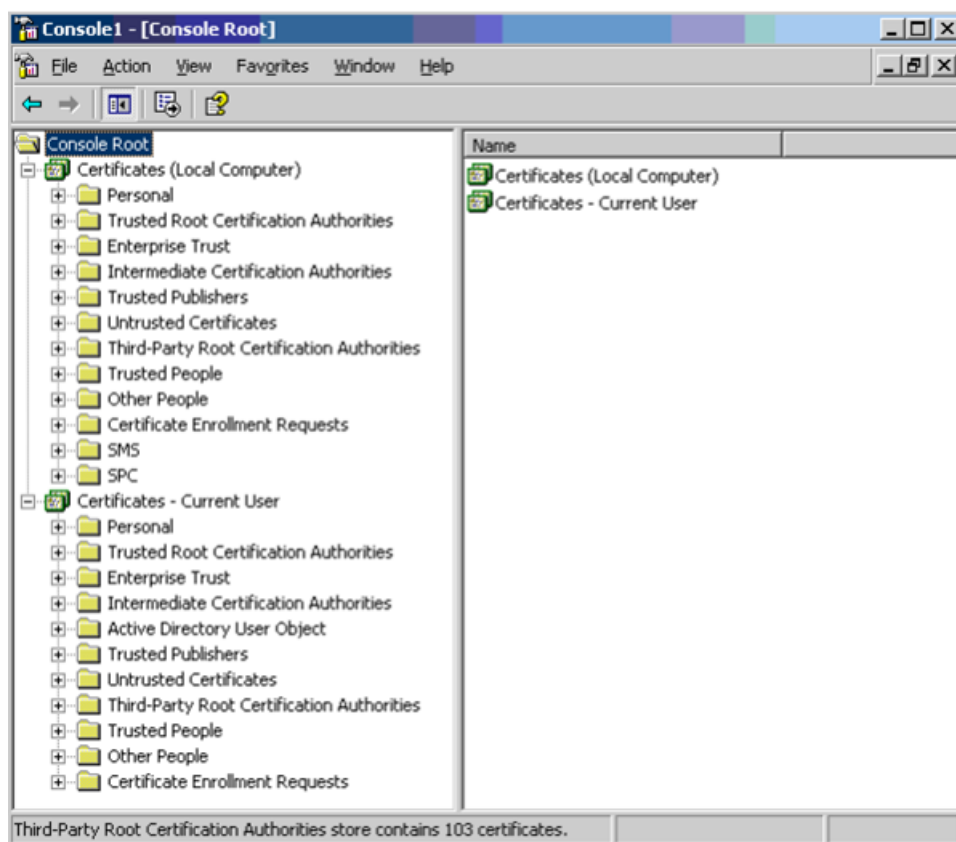 Console1 - [Console Root]
File Action View Favorites Window Help
Console Root
Certificates (Local Computer)
Personal
Trusted Root Certification Authorities
Enterprise Trust
Intermediate Certification Authorities
Trusted Publishers
Untrusted Certificates
Third-Party Root Certification Authorities
Trusted People
Other People
Certificate Enrollment Requests
SMS
SPC
Certificates - Current User
Personal
Trusted Root Certification Authorities
Enterprise Trust
Intermediate Certification Authorities
Active Directory User Object
Trusted Publishers
Untrusted Certificates
Third-Party Root Certification Authorities
Trusted People
Other People
Certificate Enrollment Requests
Name
Certificates (Local Computer)
Certificates - Current User
Third-Party Root Certification Authorities store contains 103 certificates.